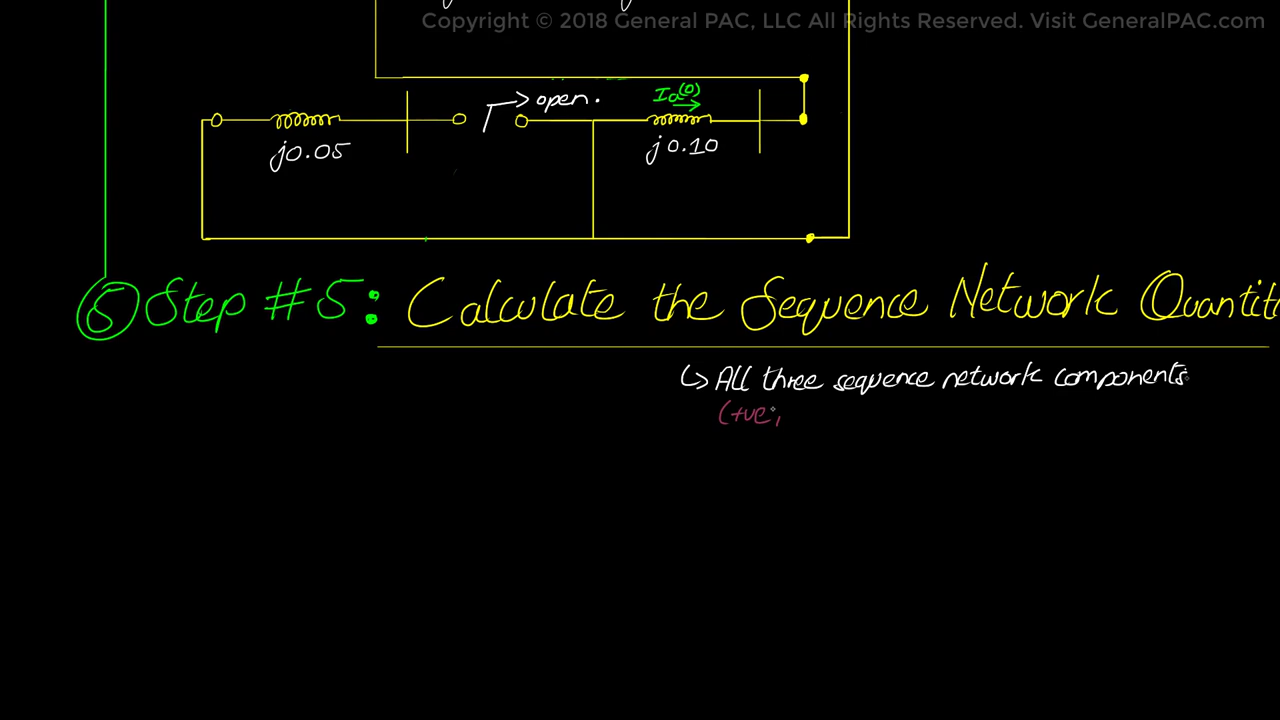 Copyright © 2018 General PAC, LLC All Rights Reserved. Visit GeneralPAC.com
Ia(0)
open.
j0.05
j0.10
5 Step #5: Calculate the Sequence Network Quantit
↳ All three sequence network components
(+ve,